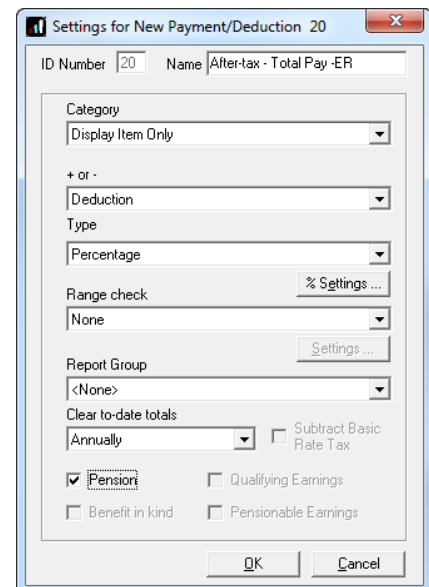 Settings for New Payment/Deduction 20
ID Number 20 Name After-tax - Total Pay -ER
Category
Display Item Only
+ or -
Deduction
Type
Percentage
% Settings ...
Range check
None
Settings ...
Report Group
<None>
Clear to-date totals
Annually
Subtract Basic
Rate Tax
Pension Qualifying Earnings
Benefit in kind Pensionable Earnings
OK Cancel